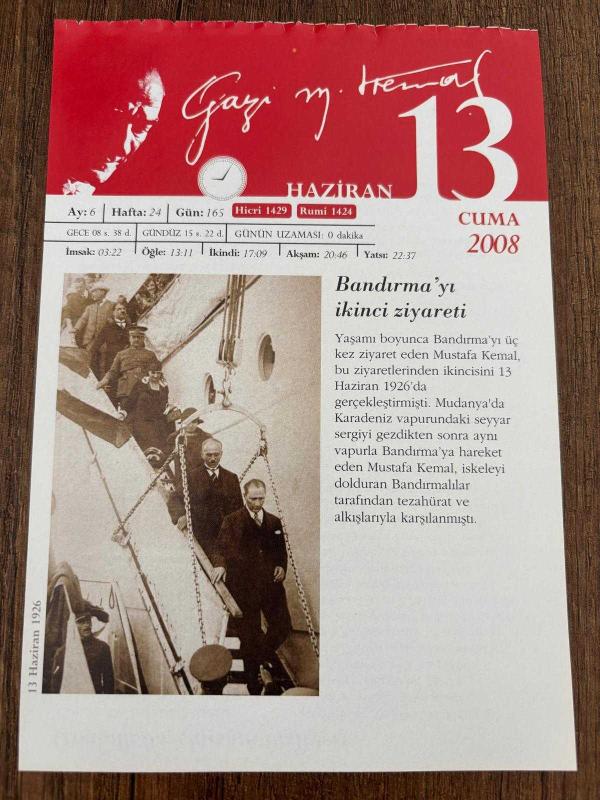 Gazi M. Kemal
13
HAZİRAN
CUMA
2008
Ay: 6 Hafta: 24 Gün: 165 Hicri 1429 Rumi 1424
GECE 08 s. 38 d. GÜNDÜZ 15 s. 22 d. GÜNÜN UZAMASI: 0 dakika
İmsak: 03:22 Öğle: 13:11 İkindi: 17:09 Akşam: 20:46 Yatsı: 22:37
Bandırma'yı
ikinci ziyareti
Yaşamı boyunca Bandırma'yı üç
kez ziyaret eden Mustafa Kemal,
bu ziyaretlerinden ikincisini 13
Haziran 1926'da
gerçekleştirmişti. Mudanya'da
Karadeniz vapurundaki seyyar
sergiyi gezdikten sonra aynı
vapurla Bandırma'ya hareket
eden Mustafa Kemal, iskeleyi
dolduran Bandırmalılar
tarafından tezahürat ve
alkışlarıyla karşılanmıştı.
13 Haziran 1926